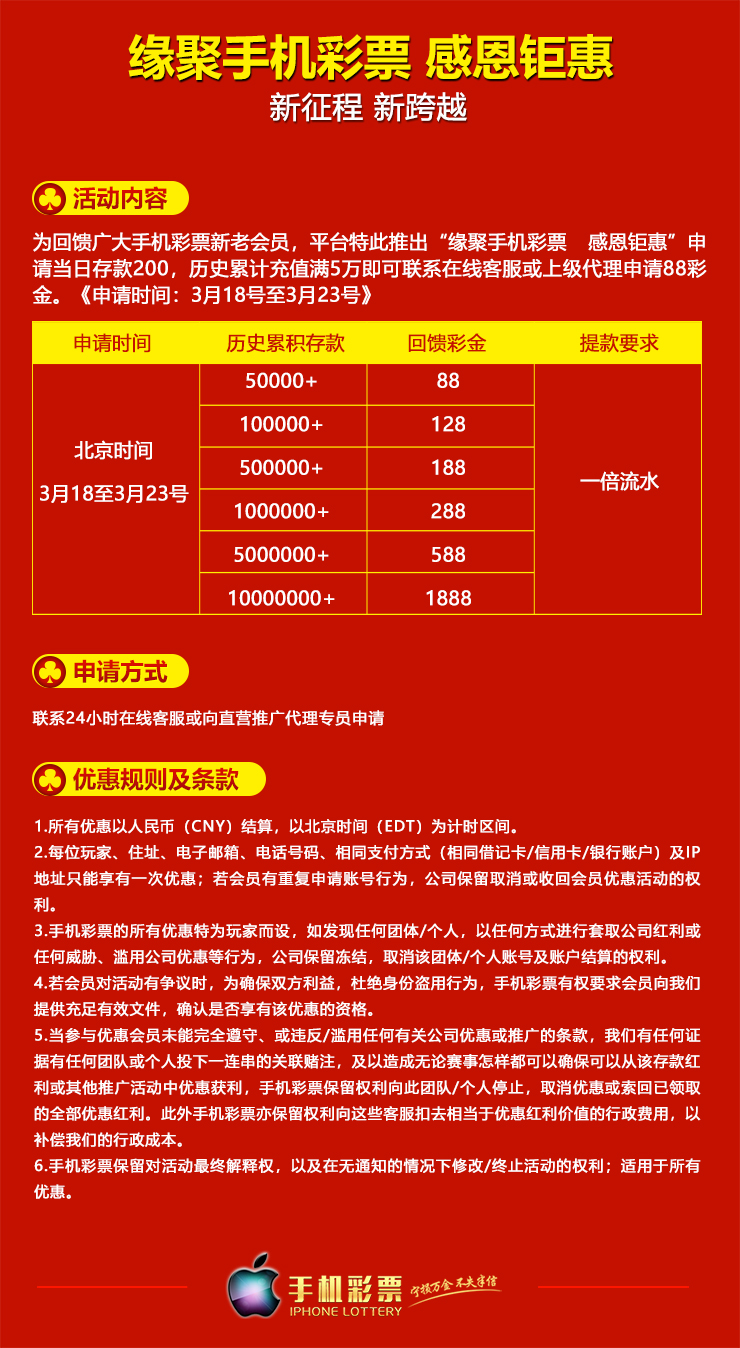 缘聚手机彩票 感恩钜惠
新征程 新跨越
活动内容
为回馈广大手机彩票新老会员，平台特此推出“缘聚手机彩票　感恩钜惠”申
请当日存款200，历史累计充值满5万即可联系在线客服或上级代理申请88彩
金。《申请时间：3月18号至3月23号》
申请时间 历史累积存款 回馈彩金 提款要求
50000+ 88
100000+ 128
北京时间
500000+ 188
一倍流水
3月18至3月23号
1000000+ 288
5000000+ 588
10000000+ 1888
申请方式
联系24小时在线客服或向直营推广代理专员申请
优惠规则及条款
1.所有优惠以人民币（CNY）结算，以北京时间（EDT）为计时区间。
2.每位玩家、住址、电子邮箱、电话号码、相同支付方式（相同借记卡/信用卡/银行账户）及IP
地址只能享有一次优惠；若会员有重复申请账号行为，公司保留取消或收回会员优惠活动的权
利。
3.手机彩票的所有优惠特为玩家而设，如发现任何团体/个人，以任何方式进行套取公司红利或
任何威胁、滥用公司优惠等行为，公司保留冻结，取消该团体/个人账号及账户结算的权利。
4.若会员对活动有争议时，为确保双方利益，杜绝身份盗用行为，手机彩票有权要求会员向我们
提供充足有效文件，确认是否享有该优惠的资格。
5.当参与优惠会员未能完全遵守、或违反/滥用任何有关公司优惠或推广的条款，我们有任何证
据有任何团队或个人投下一连串的关联赌注，及以造成无论赛事怎样都可以确保可以从该存款红
利或其他推广活动中优惠获利，手机彩票保留权利向此团队/个人停止，取消优惠或索回已领取
的全部优惠红利。此外手机彩票亦保留权利向这些客服扣去相当于优惠红利价值的行政费用，以
补偿我们的行政成本。
6.手机彩票保留对活动最终解释权，以及在无通知的情况下修改/终止活动的权利；适用于所有
优惠。
手机彩票 宁损万金 不失字信
IPHONE LOTTERY